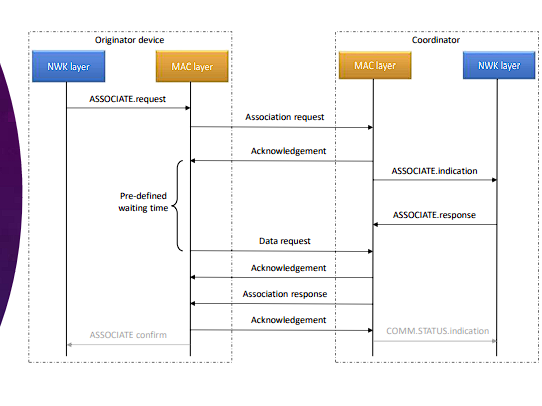 Originator device
Coordinator
NWK layer
MAC layer
MAC layer
NWK layer
ASSOCIATE.request
Association request
Acknowledgement
ASSOCIATE.indication
Pre-defined
waiting time
ASSOCIATE.response
Data request
Acknowledgement
Association response
Acknowledgement
ASSOCIATE confirm
COMM.STATUS.indication